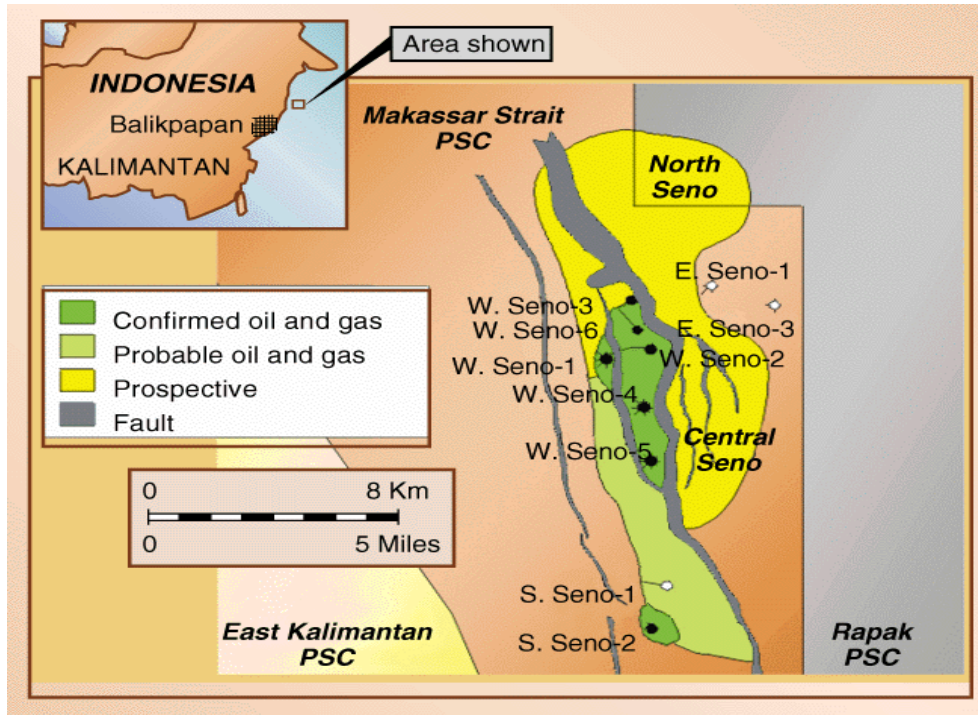 Area shown
INDONESIA
Balikpapan
KALIMANTAN
Makassar Strait
PSC
North
Seno
E. Seno-1
W. Seno-3
W. Seno-6
E. Seno-3
W. Seno-1
W. Seno-2
W. Seno-4
W. Seno-5
Central
Seno
Confirmed oil and gas
Probable oil and gas
Prospective
Fault
0 8 Km
0 5 Miles
S. Seno-1
S. Seno-2
East Kalimantan
PSC
Rapak
PSC